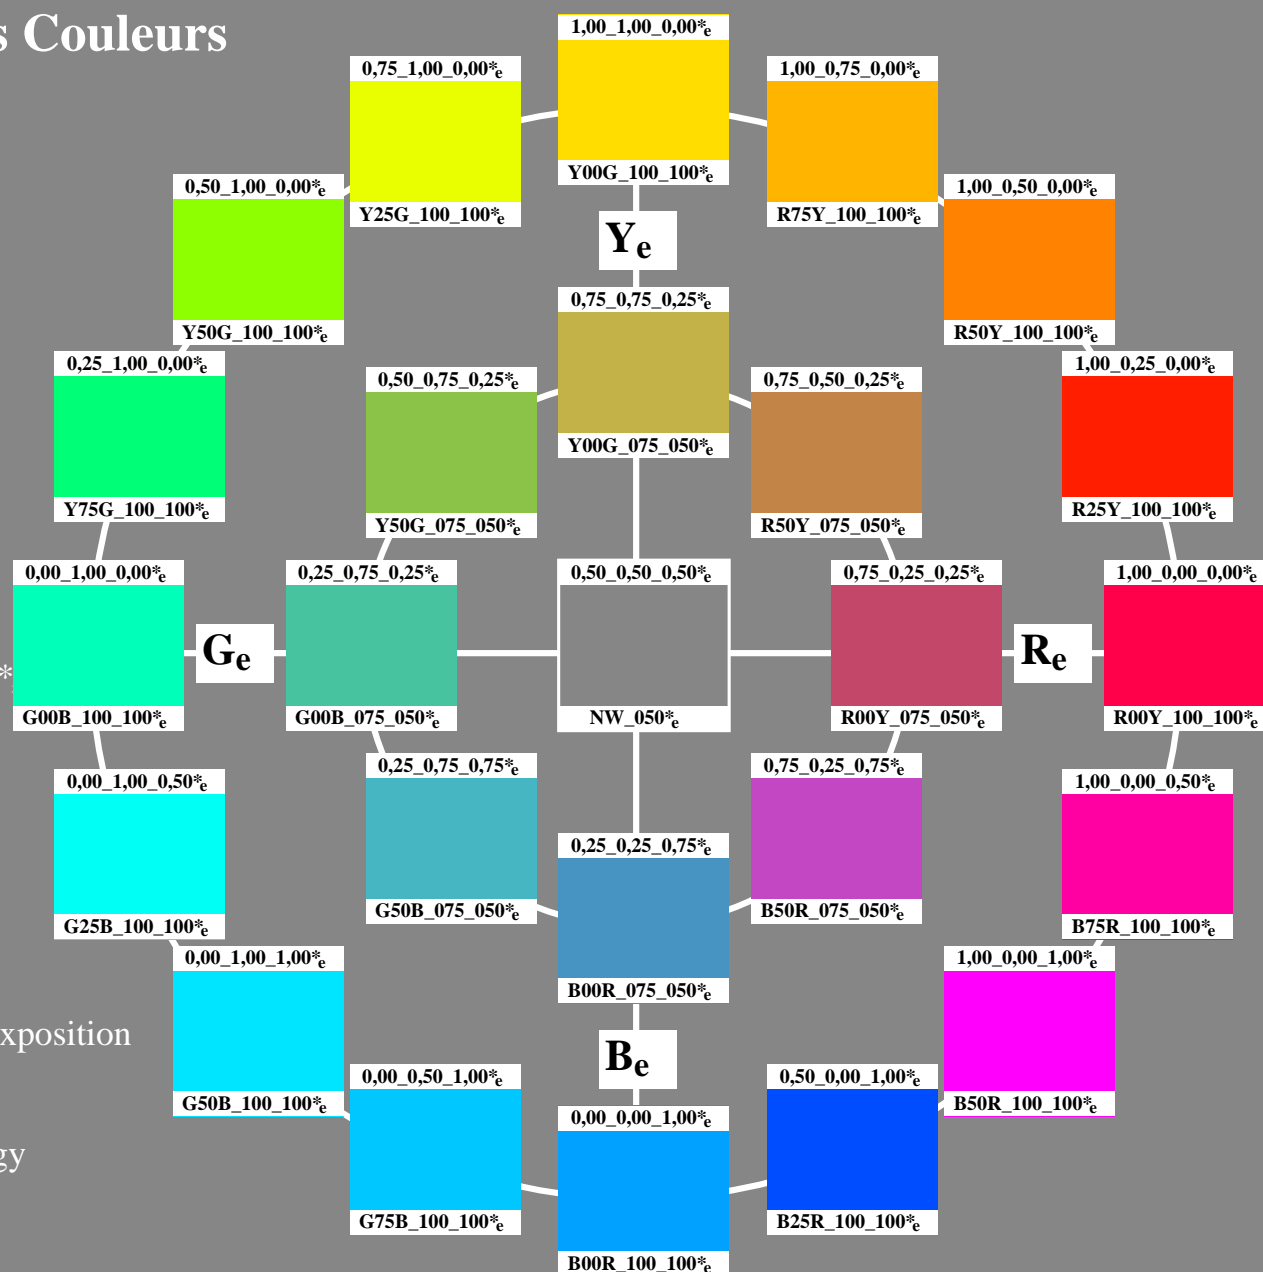 s Couleurs
1,00_1,00_0,00*e
Y00G_100_100*e
0,75_1,00_0,00*e
Y25G_100_100*e
1,00_0,75_0,00*e
R75Y_100_100*e
0,50_1,00_0,00*e
Y50G_100_100*e
1,00_0,50_0,00*e
R50Y_100_100*e
Ye
0,75_0,75_0,25*e
Y00G_075_050*e
0,25_1,00_0,00*e
Y75G_100_100*e
0,50_0,75_0,25*e
Y50G_075_050*e
0,75_0,50_0,25*e
R50Y_075_050*e
1,00_0,25_0,00*e
R25Y_100_100*e
0,00_1,00_0,00*e
G00B_100_100*e
Ge
0,25_0,75_0,25*e
G00B_075_050*e
0,50_0,50_0,50*e
NW_050*e
0,75_0,25_0,25*e
R00Y_075_050*e
Re
1,00_0,00_0,00*e
R00Y_100_100*e
*
0,00_1,00_0,50*e
G25B_100_100*e
0,25_0,75_0,75*e
G50B_075_050*e
0,25_0,25_0,75*e
B00R_075_050*e
0,75_0,25_0,75*e
B50R_075_050*e
1,00_0,00_0,50*e
B75R_100_100*e
0,00_1,00_1,00*e
G50B_100_100*e
xposition
Be
1,00_0,00_1,00*e
B50R_100_100*e
0,00_0,50_1,00*e
G75B_100_100*e
0,00_0,00_1,00*e
B00R_100_100*e
0,50_0,00_1,00*e
B25R_100_100*e
gy